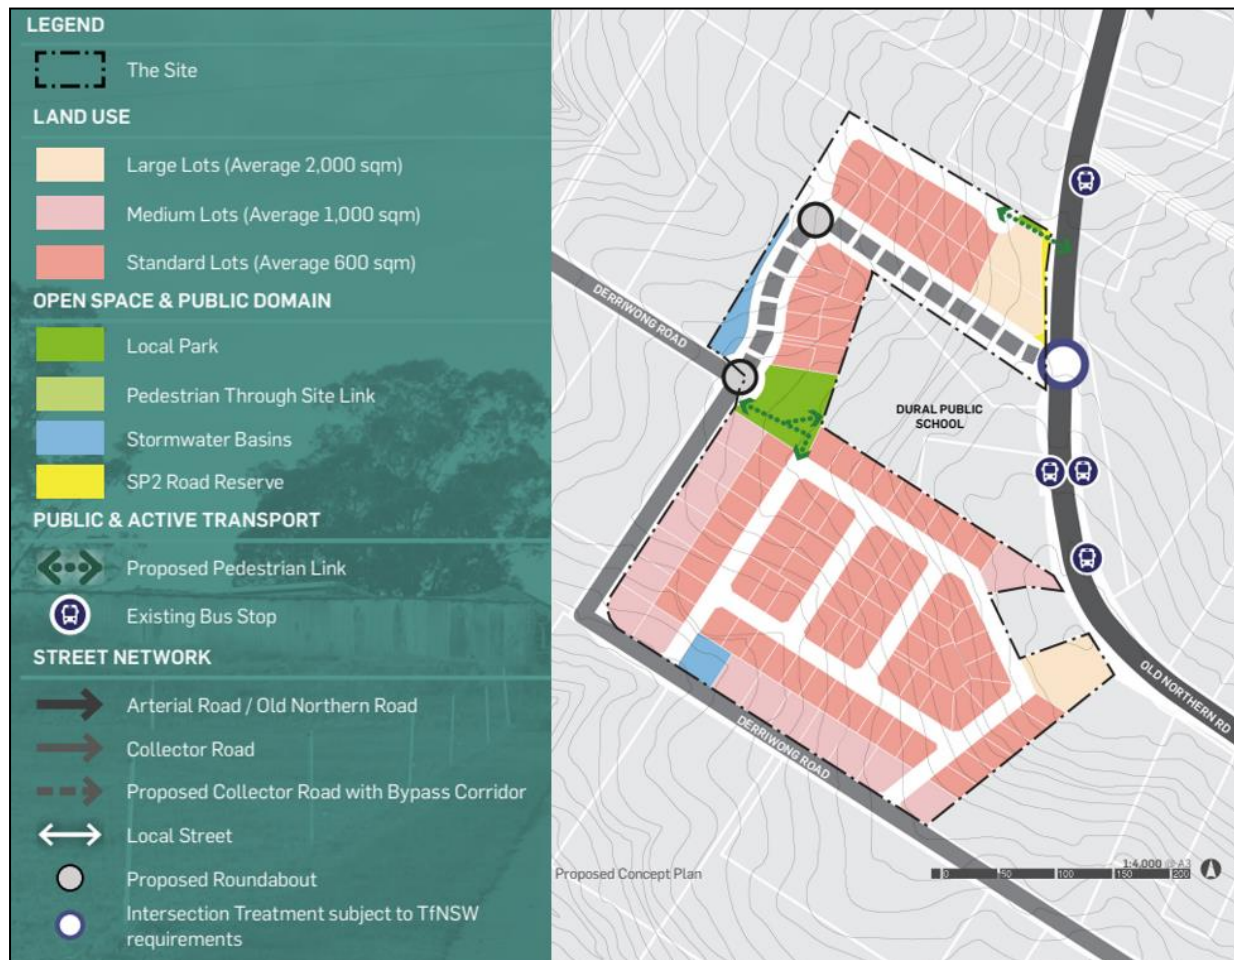 LEGEND
The Site
LAND USE
Large Lots (Average 2,000 sqm)
Medium Lots (Average 1,000 sqm)
Standard Lots (Average 600 sqm)
OPEN SPACE & PUBLIC DOMAIN
Local Park
Pedestrian Through Site Link
Stormwater Basins
SP2 Road Reserve
PUBLIC & ACTIVE TRANSPORT
Proposed Pedestrian Link
Existing Bus Stop
STREET NETWORK
Arterial Road / Old Northern Road
Collector Road
Proposed Collector Road with Bypass Corridor
Local Street
Proposed Roundabout
Intersection Treatment subject to TfNSW
requirements
DERRIWONG ROAD
DURAL PUBLIC
SCHOOL
OLD NORTHERN RD
DERRIWONG ROAD
Proposed Concept Plan
1:4,000 @ A3
0 50 100 150 200